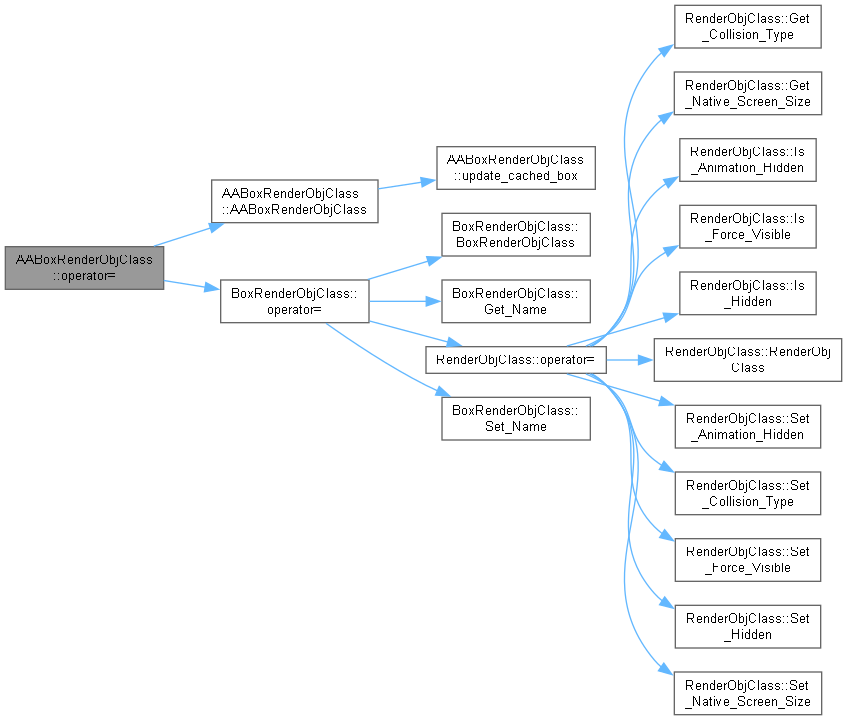 AABoxRenderObjClass
::operator=
AABoxRenderObjClass
::AABoxRenderObjClass
AABoxRenderObjClass
::update_cached_box
BoxRenderObjClass::
operator=
BoxRenderObjClass::
BoxRenderObjClass
BoxRenderObjClass::
Get_Name
RenderObjClass::operator=
BoxRenderObjClass::
Set_Name
RenderObjClass::Get
_Collision_Type
RenderObjClass::Get
_Native_Screen_Size
RenderObjClass::Is
_Animation_Hidden
RenderObjClass::Is
_Force_Visible
RenderObjClass::Is
_Hidden
RenderObjClass::RenderObj
Class
RenderObjClass::Set
_Animation_Hidden
RenderObjClass::Set
_Collision_Type
RenderObjClass::Set
_Force_Visible
RenderObjClass::Set
_Hidden
RenderObjClass::Set
_Native_Screen_Size